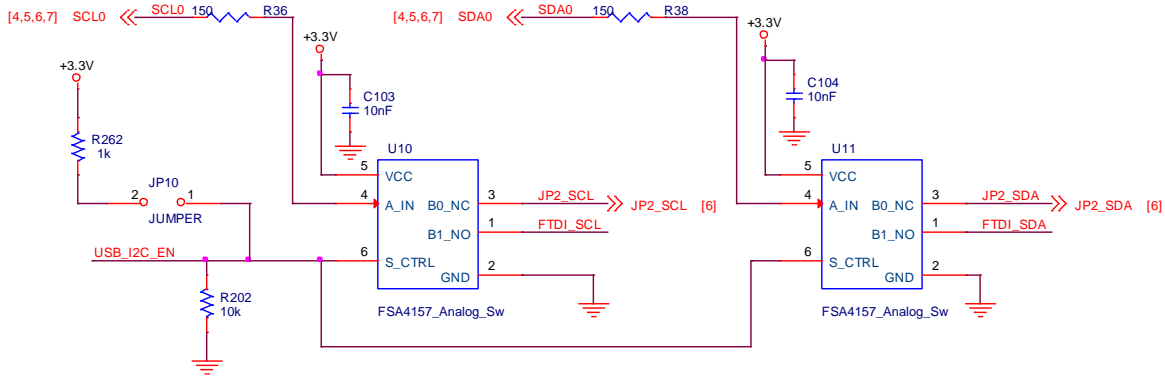 [4,5,6,7] SCL0 SCL0 150 R36
[4,5,6,7] SDA0 SDA0 150 R38
+3.3V
+3.3V
+3.3V
C103
10nF
C104
10nF
R262
1k
JP10
2 1
JUMPER
USB_I2C_EN
R202
10k
U10
5 VCC
4 A_IN
6 S_CTRL
B0_NC 3 JP2_SCL JP2_SCL [6]
B1_NO 1 FTDI_SCL
GND 2
FSA4157_Analog_Sw
U11
5 VCC
4 A_IN
6 S_CTRL
B0_NC 3 JP2_SDA JP2_SDA [6]
B1_NO 1 FTDI_SDA
GND 2
FSA4157_Analog_Sw